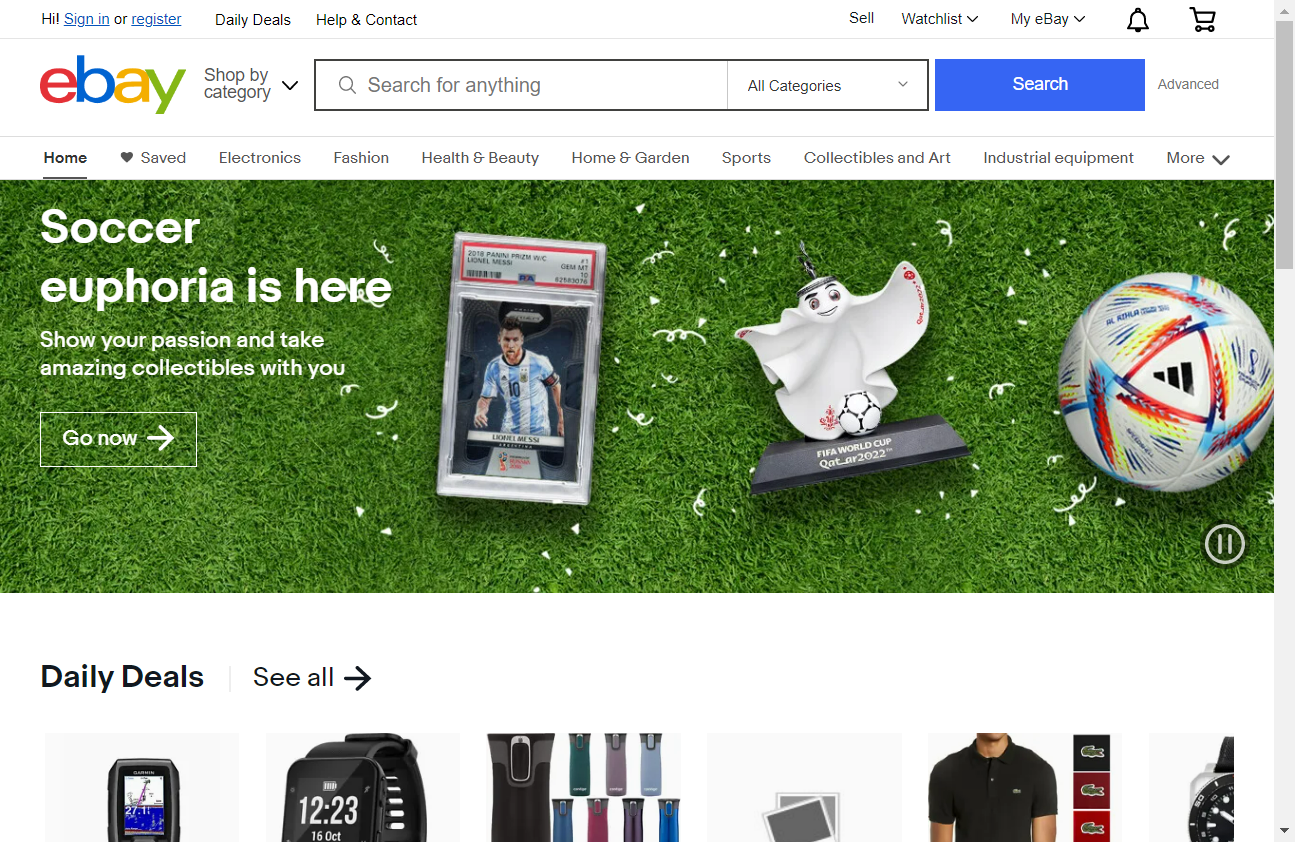 Hi! Sign in or register
Daily Deals
Help & Contact
Sell
Watchlist
My eBay
ebay
Shop by
category
Search for anything
All Categories
Search
Advanced
Home
Saved
Electronics
Fashion
Health & Beauty
Home & Garden
Sports
Collectibles and Art
Industrial equipment
More
Soccer
euphoria is here
Show your passion and take
amazing collectibles with you
Go now
2018 PANINI PRIZM W/C #1
LIONEL MESSI GEM MT
10
PSA
10
LIONEL MESSI
FIFA WORLD CUP
Qatar2022
Qatar2022
AL RIHLA
Daily Deals
See all
GARMIN
12:23
16 Oct